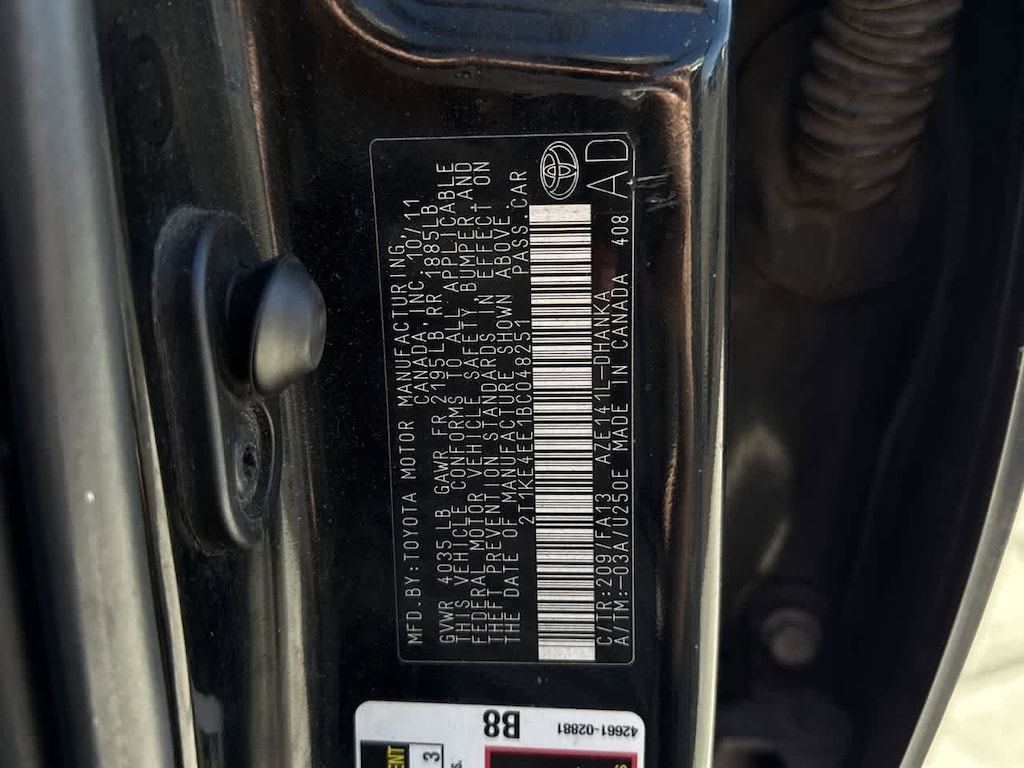 MFD.BY:TOYOTA MOTOR MANUFACTURING,
CANADA,INC. 10/11
GVWR 4035LB GAWR FR 2195LB RR 1885LB
THIS VEHICLE CONFORMS TO ALL APPLICABLE
FEDERAL MOTOR VEHICLE SAFETY, BUMPER AND
THEFT PREVENTION STANDARDS IN EFFECT ON
THE DATE OF MANUFACTURE SHOWN ABOVE.
2T1KE4EE1BC048251 PASS.CAR
C/TR:209/FA13 AZE141L-DHANKA
A/TM:-03A/U250E MADE IN CANADA 408
AD
42661-02881
B8
3